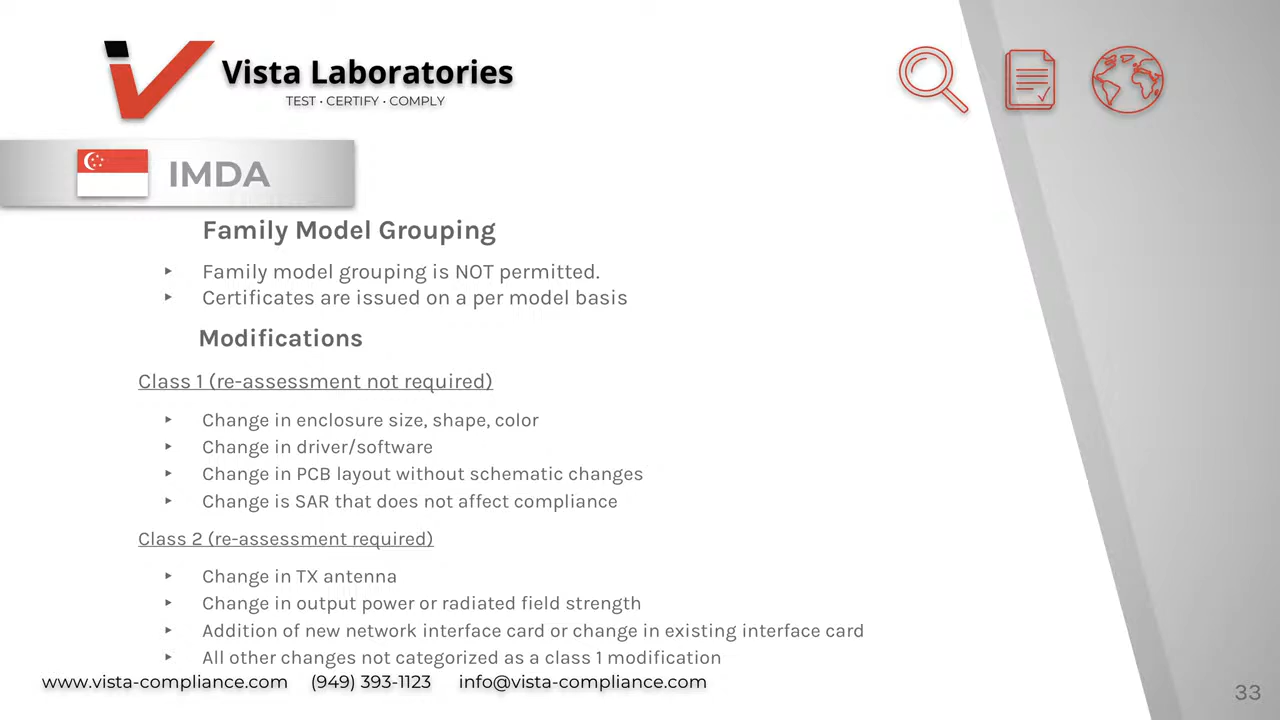 Vista Laboratories
TEST · CERTIFY · COMPLY
IMDA
Family Model Grouping
‣ Family model grouping is NOT permitted.
‣ Certificates are issued on a per model basis
Modifications
Class 1 (re-assessment not required)
‣ Change in enclosure size, shape, color
‣ Change in driver/software
‣ Change in PCB layout without schematic changes
‣ Change is SAR that does not affect compliance
Class 2 (re-assessment required)
‣ Change in TX antenna
‣ Change in output power or radiated field strength
‣ Addition of new network interface card or change in existing interface card
‣ All other changes not categorized as a class 1 modification
www.vista-compliance.com (949) 393-1123 info@vista-compliance.com
33